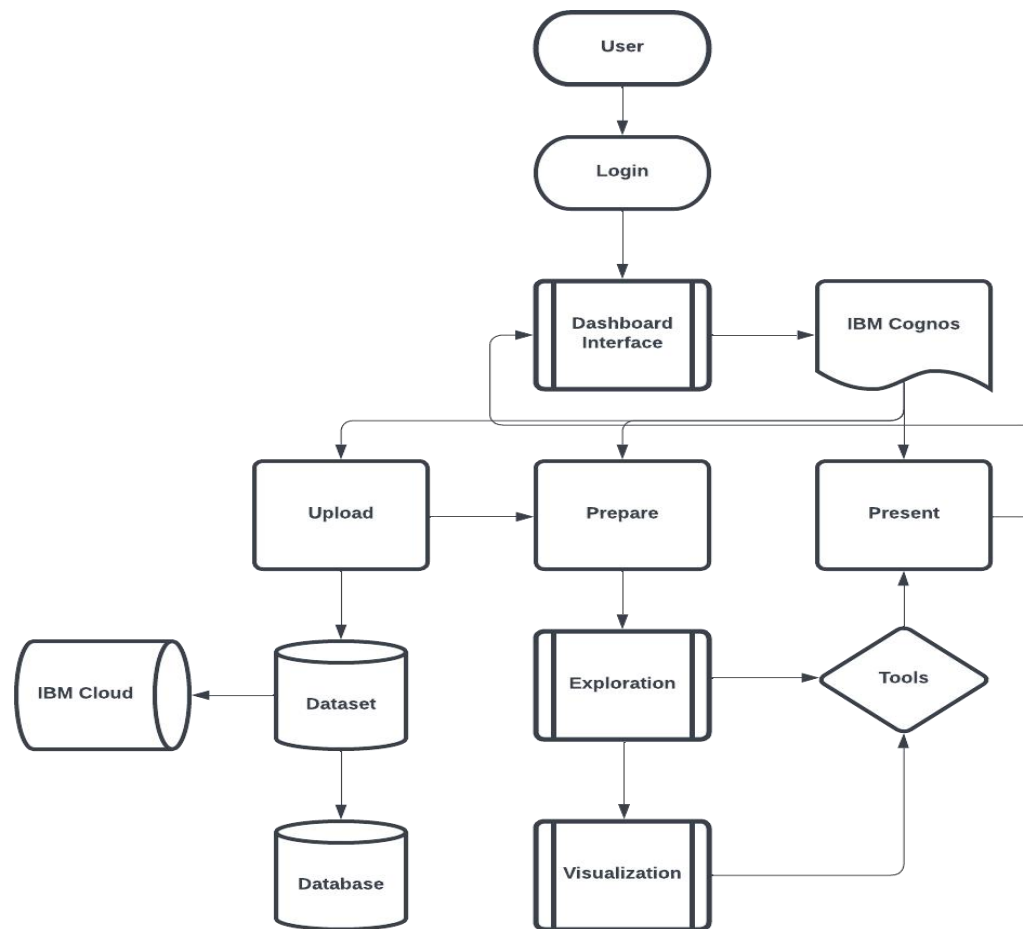 User
Login
Dashboard
Interface
IBM Cognos
Upload
Prepare
Present
IBM Cloud
Dataset
Exploration
Tools
Database
Visualization